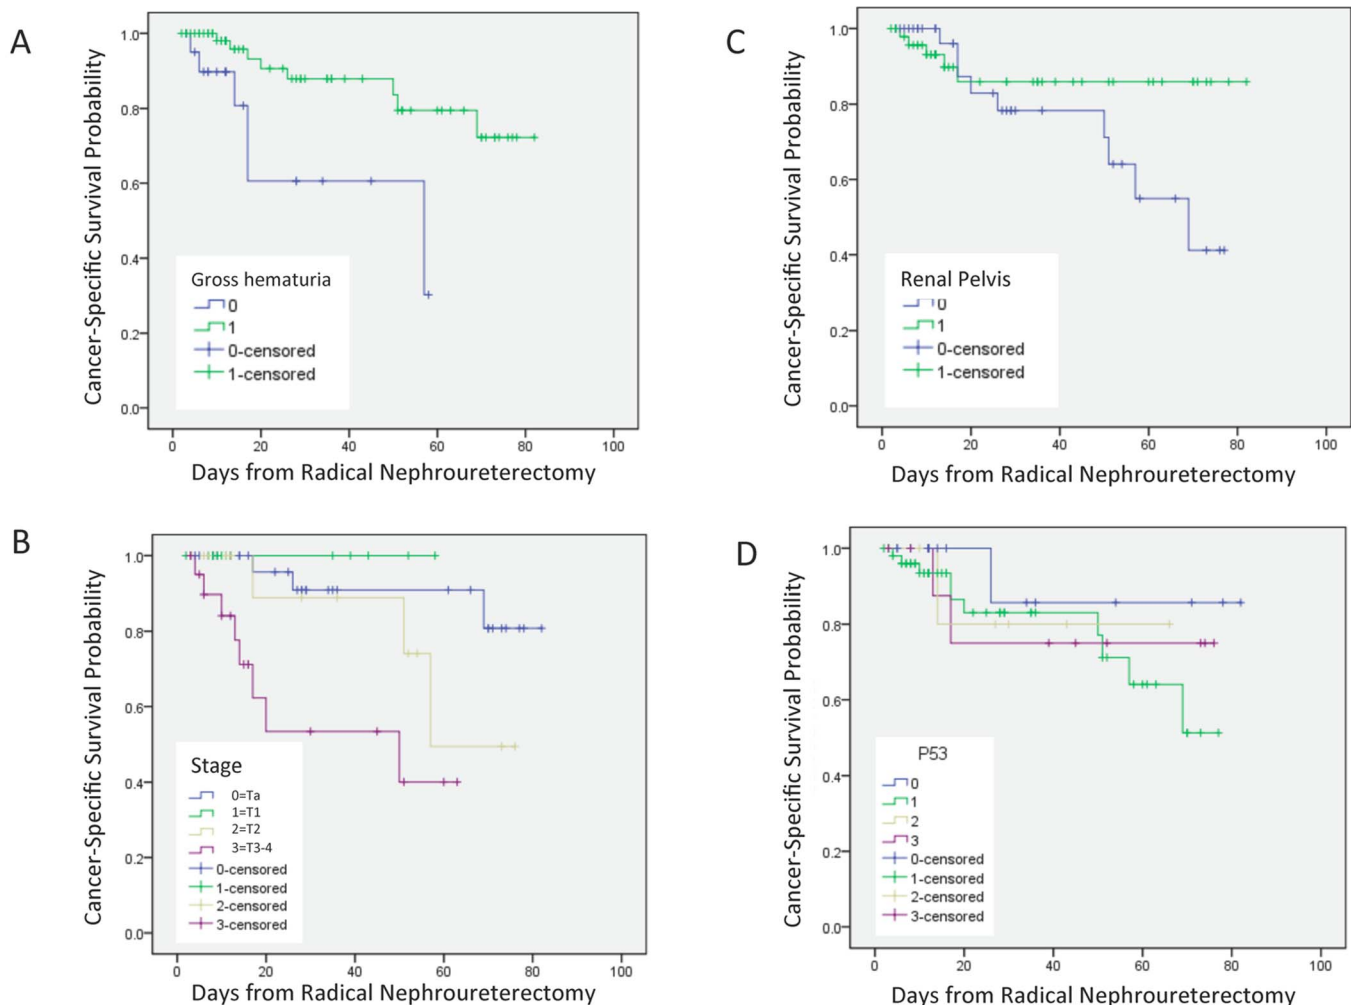 A
Cancer-Specific Survival Probability
1.0
0.8
0.6
0.4
0.2
0.0
Gross hematuria
0
1
0-censored
1-censored
0 20 40 60 80 100
Days from Radical Nephroureterectomy
C
Cancer-Specific Survival Probability
1.0
0.8
0.6
0.4
0.2
0.0
Renal Pelvis
0
1
0-censored
1-censored
0 20 40 60 80 100
Days from Radical Nephroureterectomy
B
Cancer-Specific Survival Probability
1.0
0.8
0.6
0.4
0.2
0.0
Stage
0=Ta
1=T1
2=T2
3=T3-4
0-censored
1-censored
2-censored
3-censored
0 20 40 60 80 100
Days from Radical Nephroureterectomy
D
Cancer-Specific Survival Probability
1.0
0.8
0.6
0.4
0.2
0.0
P53
0
1
2
3
0-censored
1-censored
2-censored
3-censored
0 20 40 60 80 100
Days from Radical Nephroureterectomy